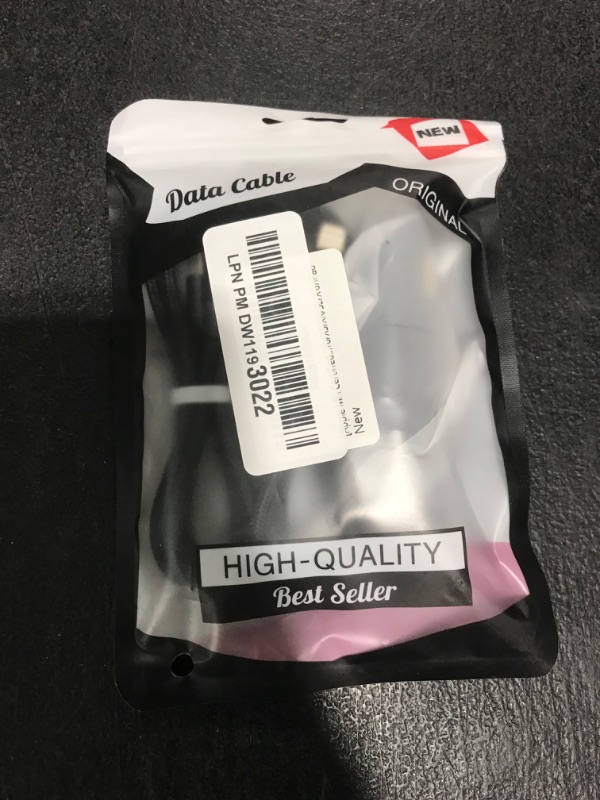 NEW
Data Cable
ORIGINAL
LPN PM DW1193022
New
HIGH-QUALITY
Best Seller